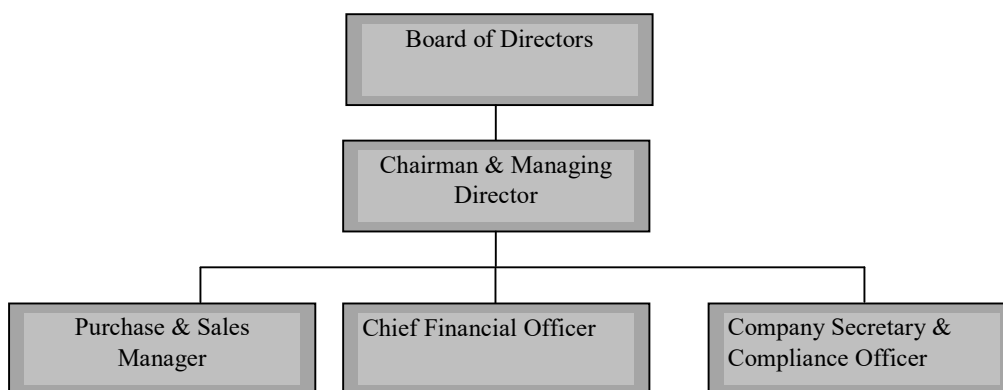 Board of Directors
Chairman & Managing
Director
Purchase & Sales
Manager
Chief Financial Officer
Company Secretary &
Compliance Officer